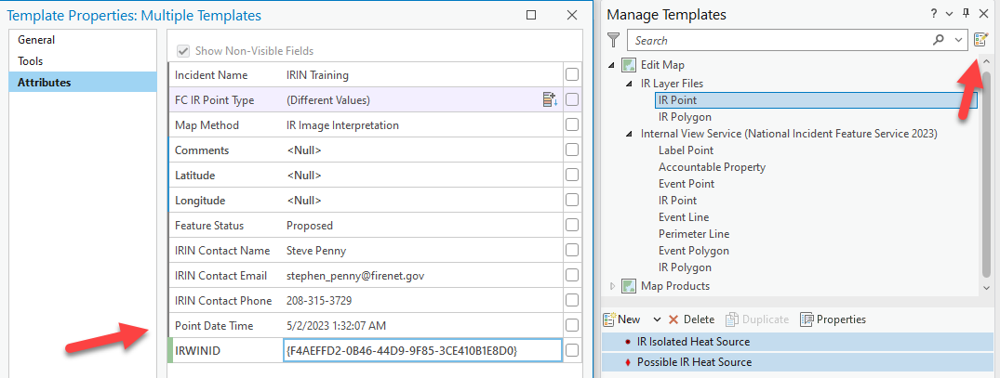 Template Properties: Multiple Templates
General
Tools
Attributes
Show Non-Visible Fields
Incident Name IRIN Training
FC IR Point Type (Different Values)
Map Method IR Image Interpretation
Comments <Null>
Latitude <Null>
Longitude <Null>
Feature Status Proposed
IRIN Contact Name Steve Penny
IRIN Contact Email stephen_penny@firenet.gov
IRIN Contact Phone 208-315-3729
Point Date Time 5/2/2023 1:32:07 AM
IRWINID {F4AEFFD2-0B46-44D9-9F85-3CE410B1E8D0}
Manage Templates
Search
Edit Map
IR Layer Files
IR Point
IR Polygon
Internal View Service (National Incident Feature Service 2023)
Label Point
Accountable Property
Event Point
IR Point
Event Line
Perimeter Line
Event Polygon
IR Polygon
Map Products
New Delete Duplicate Properties
IR Isolated Heat Source
Possible IR Heat Source